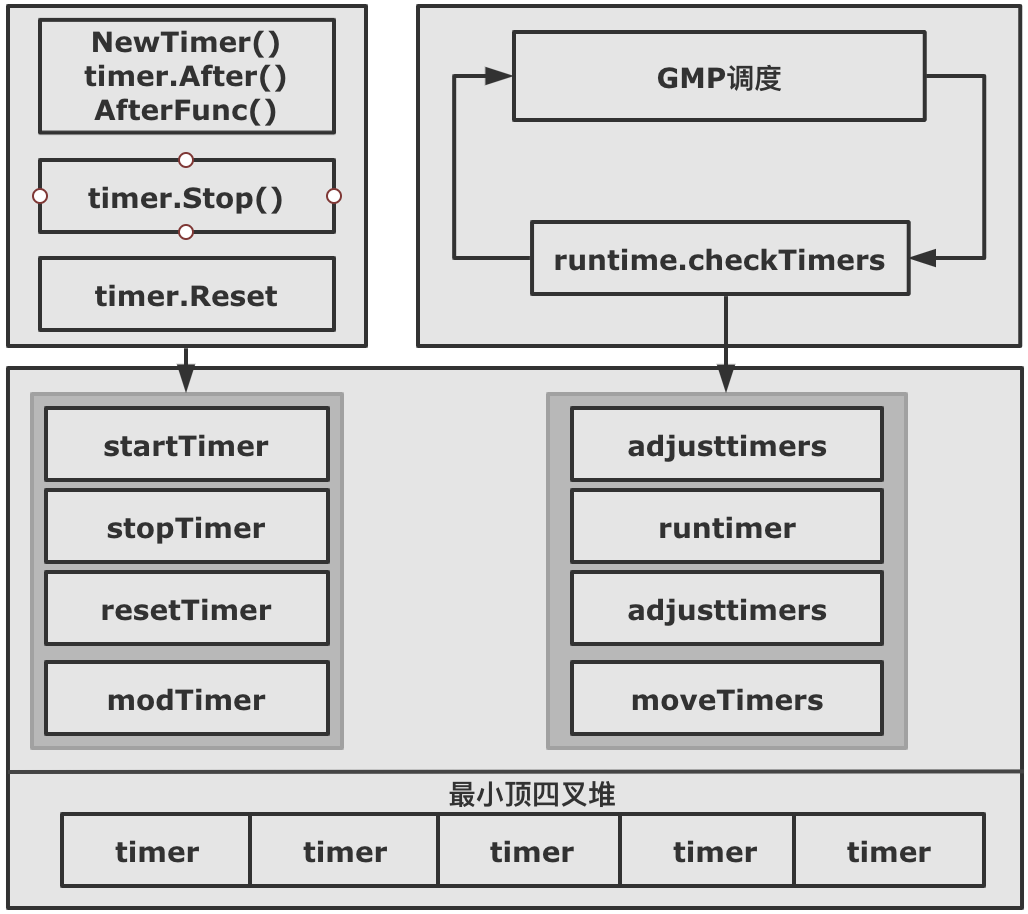 NewTimer()
timer.After()
AfterFunc()
timer.Stop()
timer.Reset
GMP调度
runtime.checkTimers
startTimer
stopTimer
resetTimer
modTimer
adjusttimers
runtimer
adjusttimers
moveTimers
最小顶四叉堆
timer timer timer timer timer